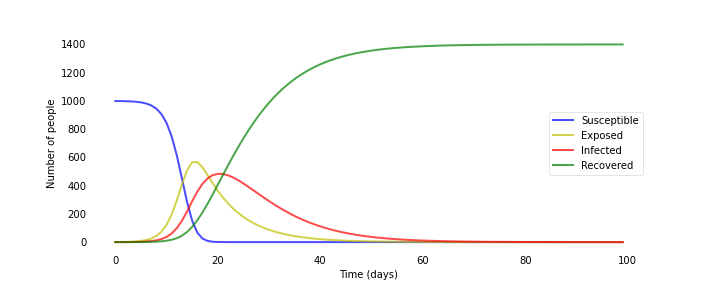 1400
1200
1000
800
600
400
200
0
Number of people
Susceptible
Exposed
Infected
Recovered
0 20 40 60 80 100
Time (days)